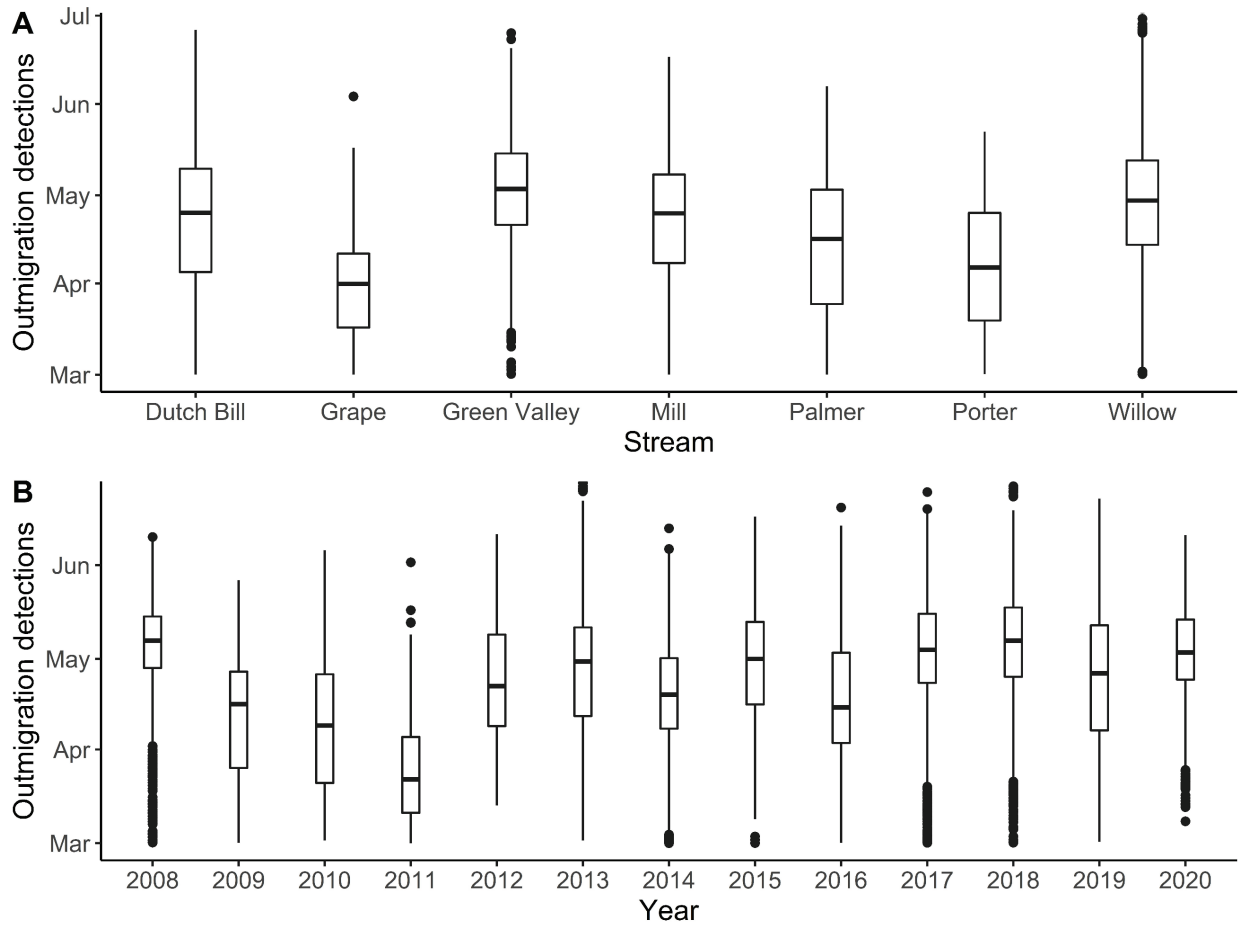 A
Outmigration detections
Jul
Jun
May
Apr
Mar
Dutch Bill Grape Green Valley Mill Palmer Porter Willow
Stream
B
Outmigration detections
Jun
May
Apr
Mar
2008 2009 2010 2011 2012 2013 2014 2015 2016 2017 2018 2019 2020
Year